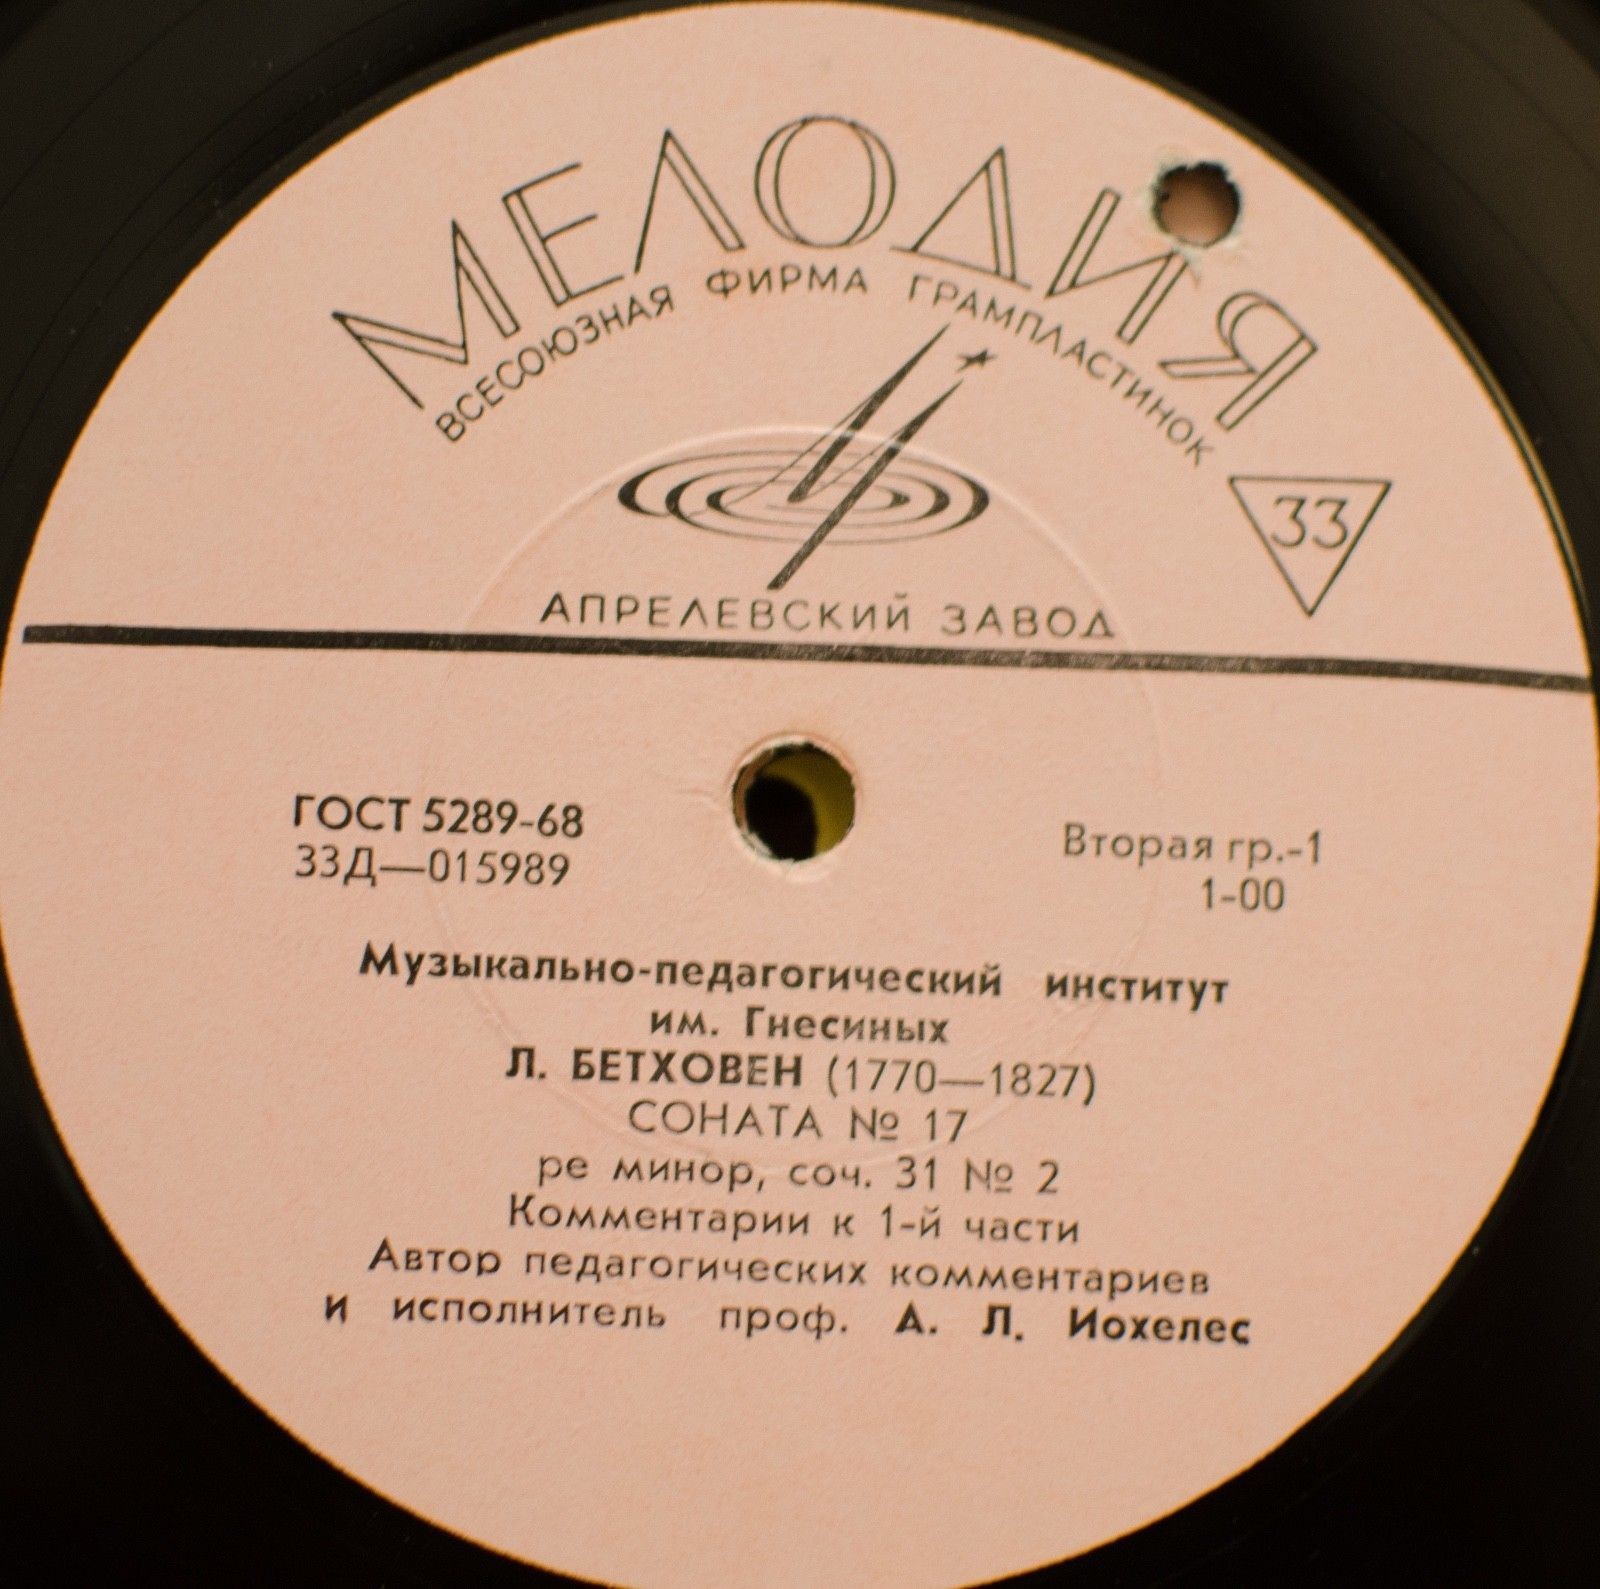 МЕЛОДИЯ
ВСЕСОЮЗНАЯ ФИРМА ГРАМПЛАСТИНОК
33
АПРЕЛЕВСКИЙ ЗАВОД
ГОСТ 5289-68
33Д—015989
Вторая гр.-1
1-00
Музыкально-педагогический институт
им. Гнесиных
Л. БЕТХОВЕН (1770—1827)
СОНАТА № 17
ре минор, соч. 31 № 2
Комментарии к 1-й части
Автор педагогических комментариев
и исполнитель проф. А. Л. Иохелес